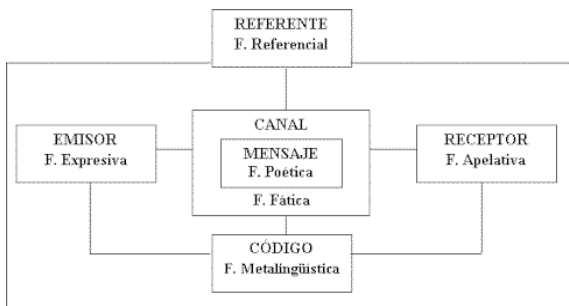 REFERENTE
F. Referencial
CANAL
EMISOR
F. Expresiva
MENSAJE
F. Poética
RECEPTOR
F. Apelativa
F. Fática
CÓDIGO
F. Metalingüística